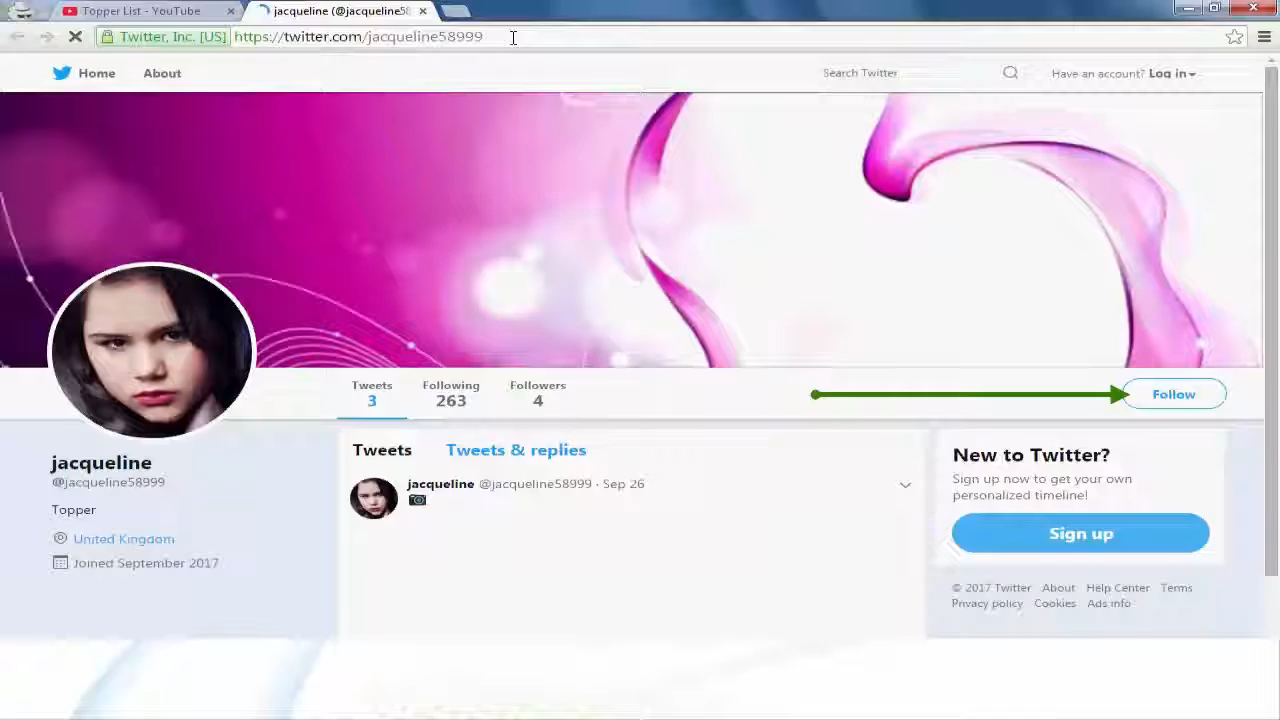 Topper List - YouTube
jacqueline (@jacqueline58
Twitter, Inc. [US] https://twitter.com/jacqueline58999
Home About Search Twitter Have an account? Log in
Tweets Following Followers
3 263 4
Follow
jacqueline
@jacqueline58999
Topper
United Kingdom
Joined September 2017
Tweets Tweets & replies
jacqueline @jacqueline58999 · Sep 26
New to Twitter?
Sign up now to get your own
personalized timeline!
Sign up
© 2017 Twitter About Help Center Terms
Privacy policy Cookies Ads info